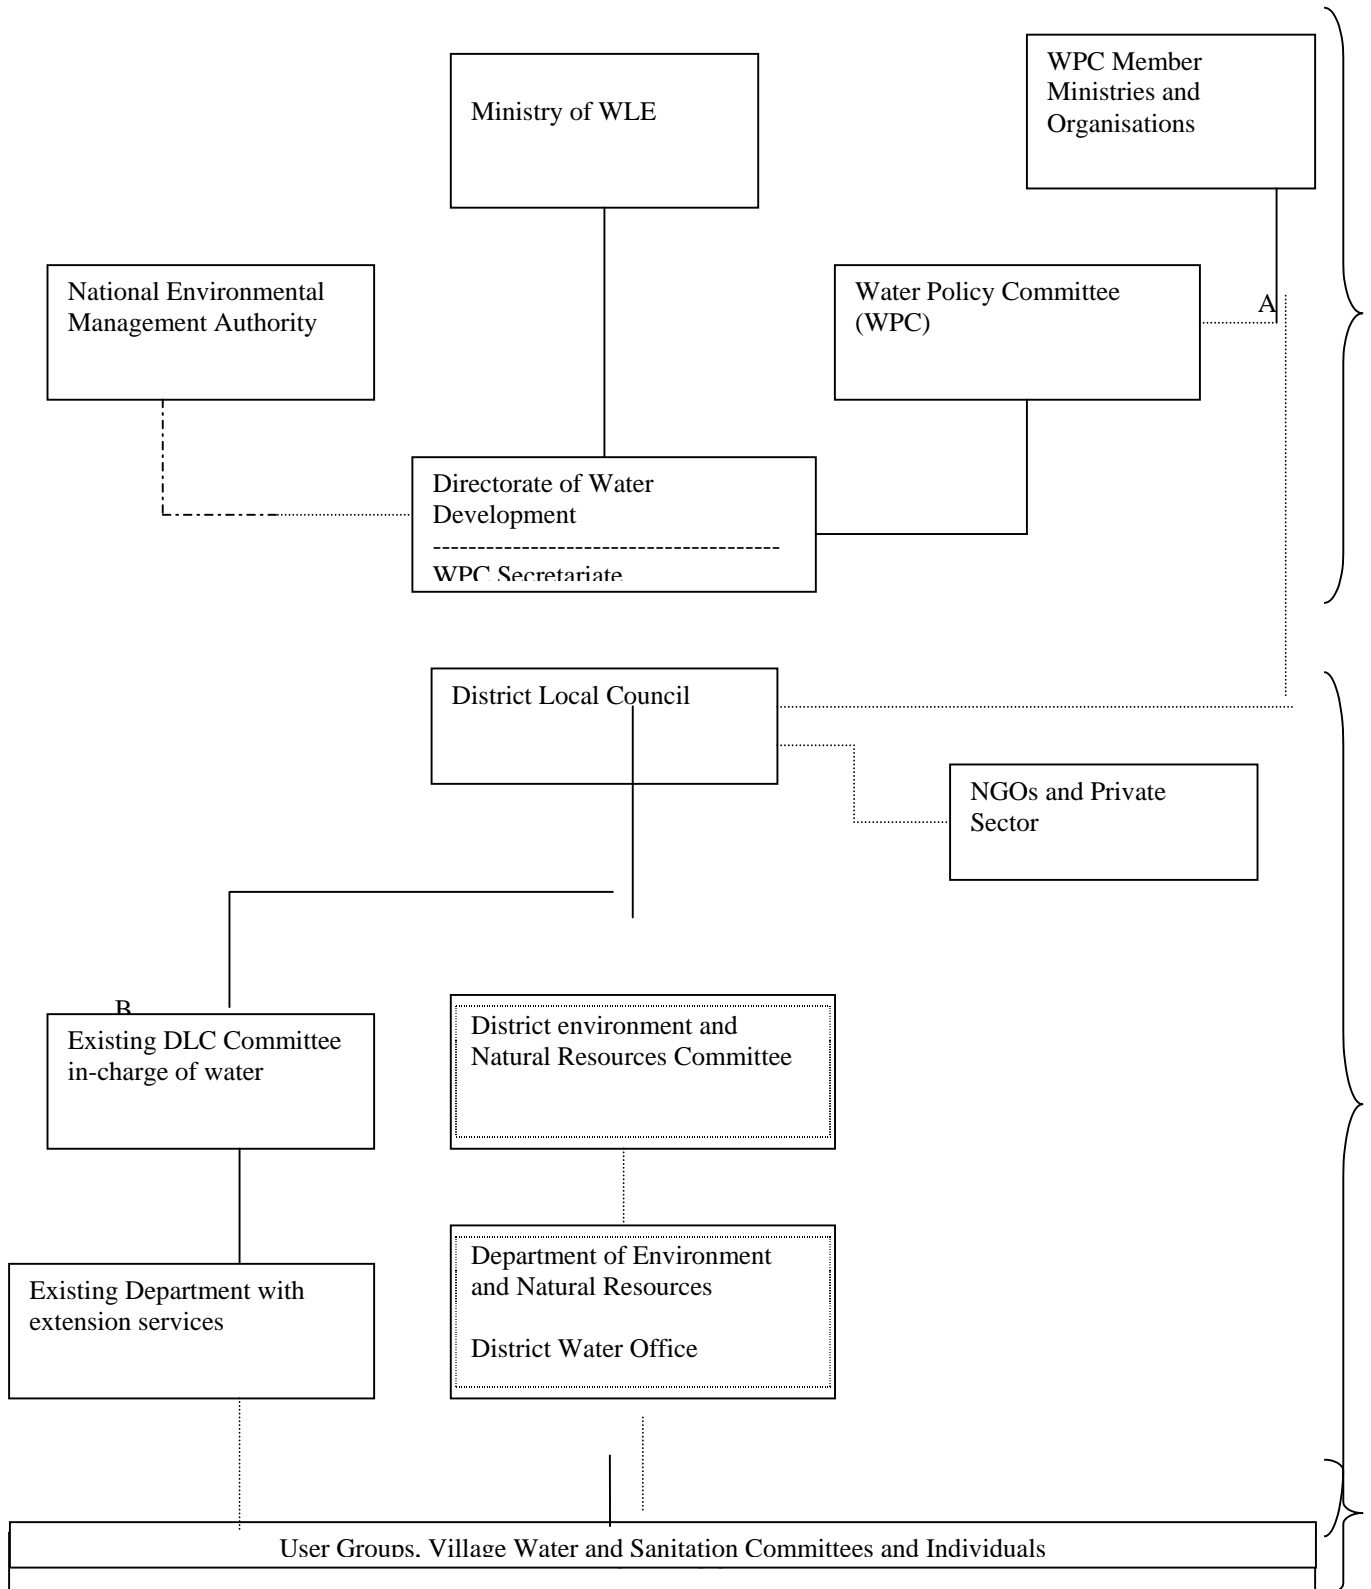 WPC Member
Ministries and
Organisations
Ministry of WLE
National Environmental
Management Authority
Water Policy Committee
(WPC)
A
Directorate of Water
Development
---------------------------------------
WPC Secretariate
District Local Council
NGOs and Private
Sector
B
Existing DLC Committee
in-charge of water
District environment and
Natural Resources Committee
Existing Department with
extension services
Department of Environment
and Natural Resources
District Water Office
User Groups, Village Water and Sanitation Committees and Individuals